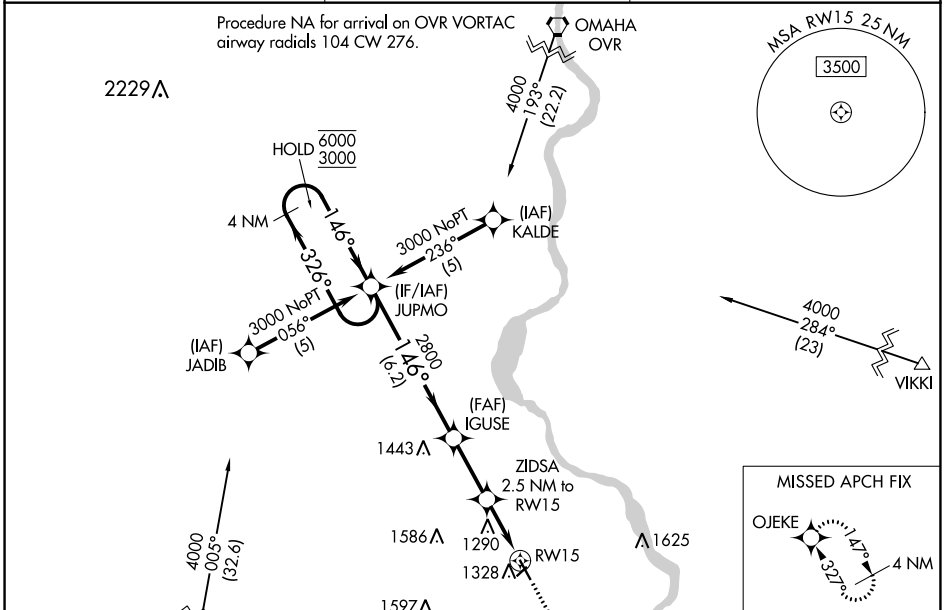 Procedure NA for arrival on OVR VORTAC
airway radials 104 CW 276.
OMAHA
OVR
MSA RW15 25 NM
3500
2229
4000
193°
(22.2)
HOLD
6000
3000
4 NM
146°
326°
(IAF)
KALDE
3000 NoPT
236°
(5)
(IF/IAF)
JUPMO
3000 NoPT
056°
(5)
(IAF)
JADIB
2800
146°
(6.2)
4000
284°
(23)
VIKKI
(FAF)
IGUSE
1443
ZIDSA
2.5 NM to
RW15
MISSED APCH FIX
OJEKE
147°
327°
4 NM
4000
005°
(32.6)
1586
1290
1625
RW15
1328
1597